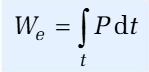 W_e = ∫_t P dt